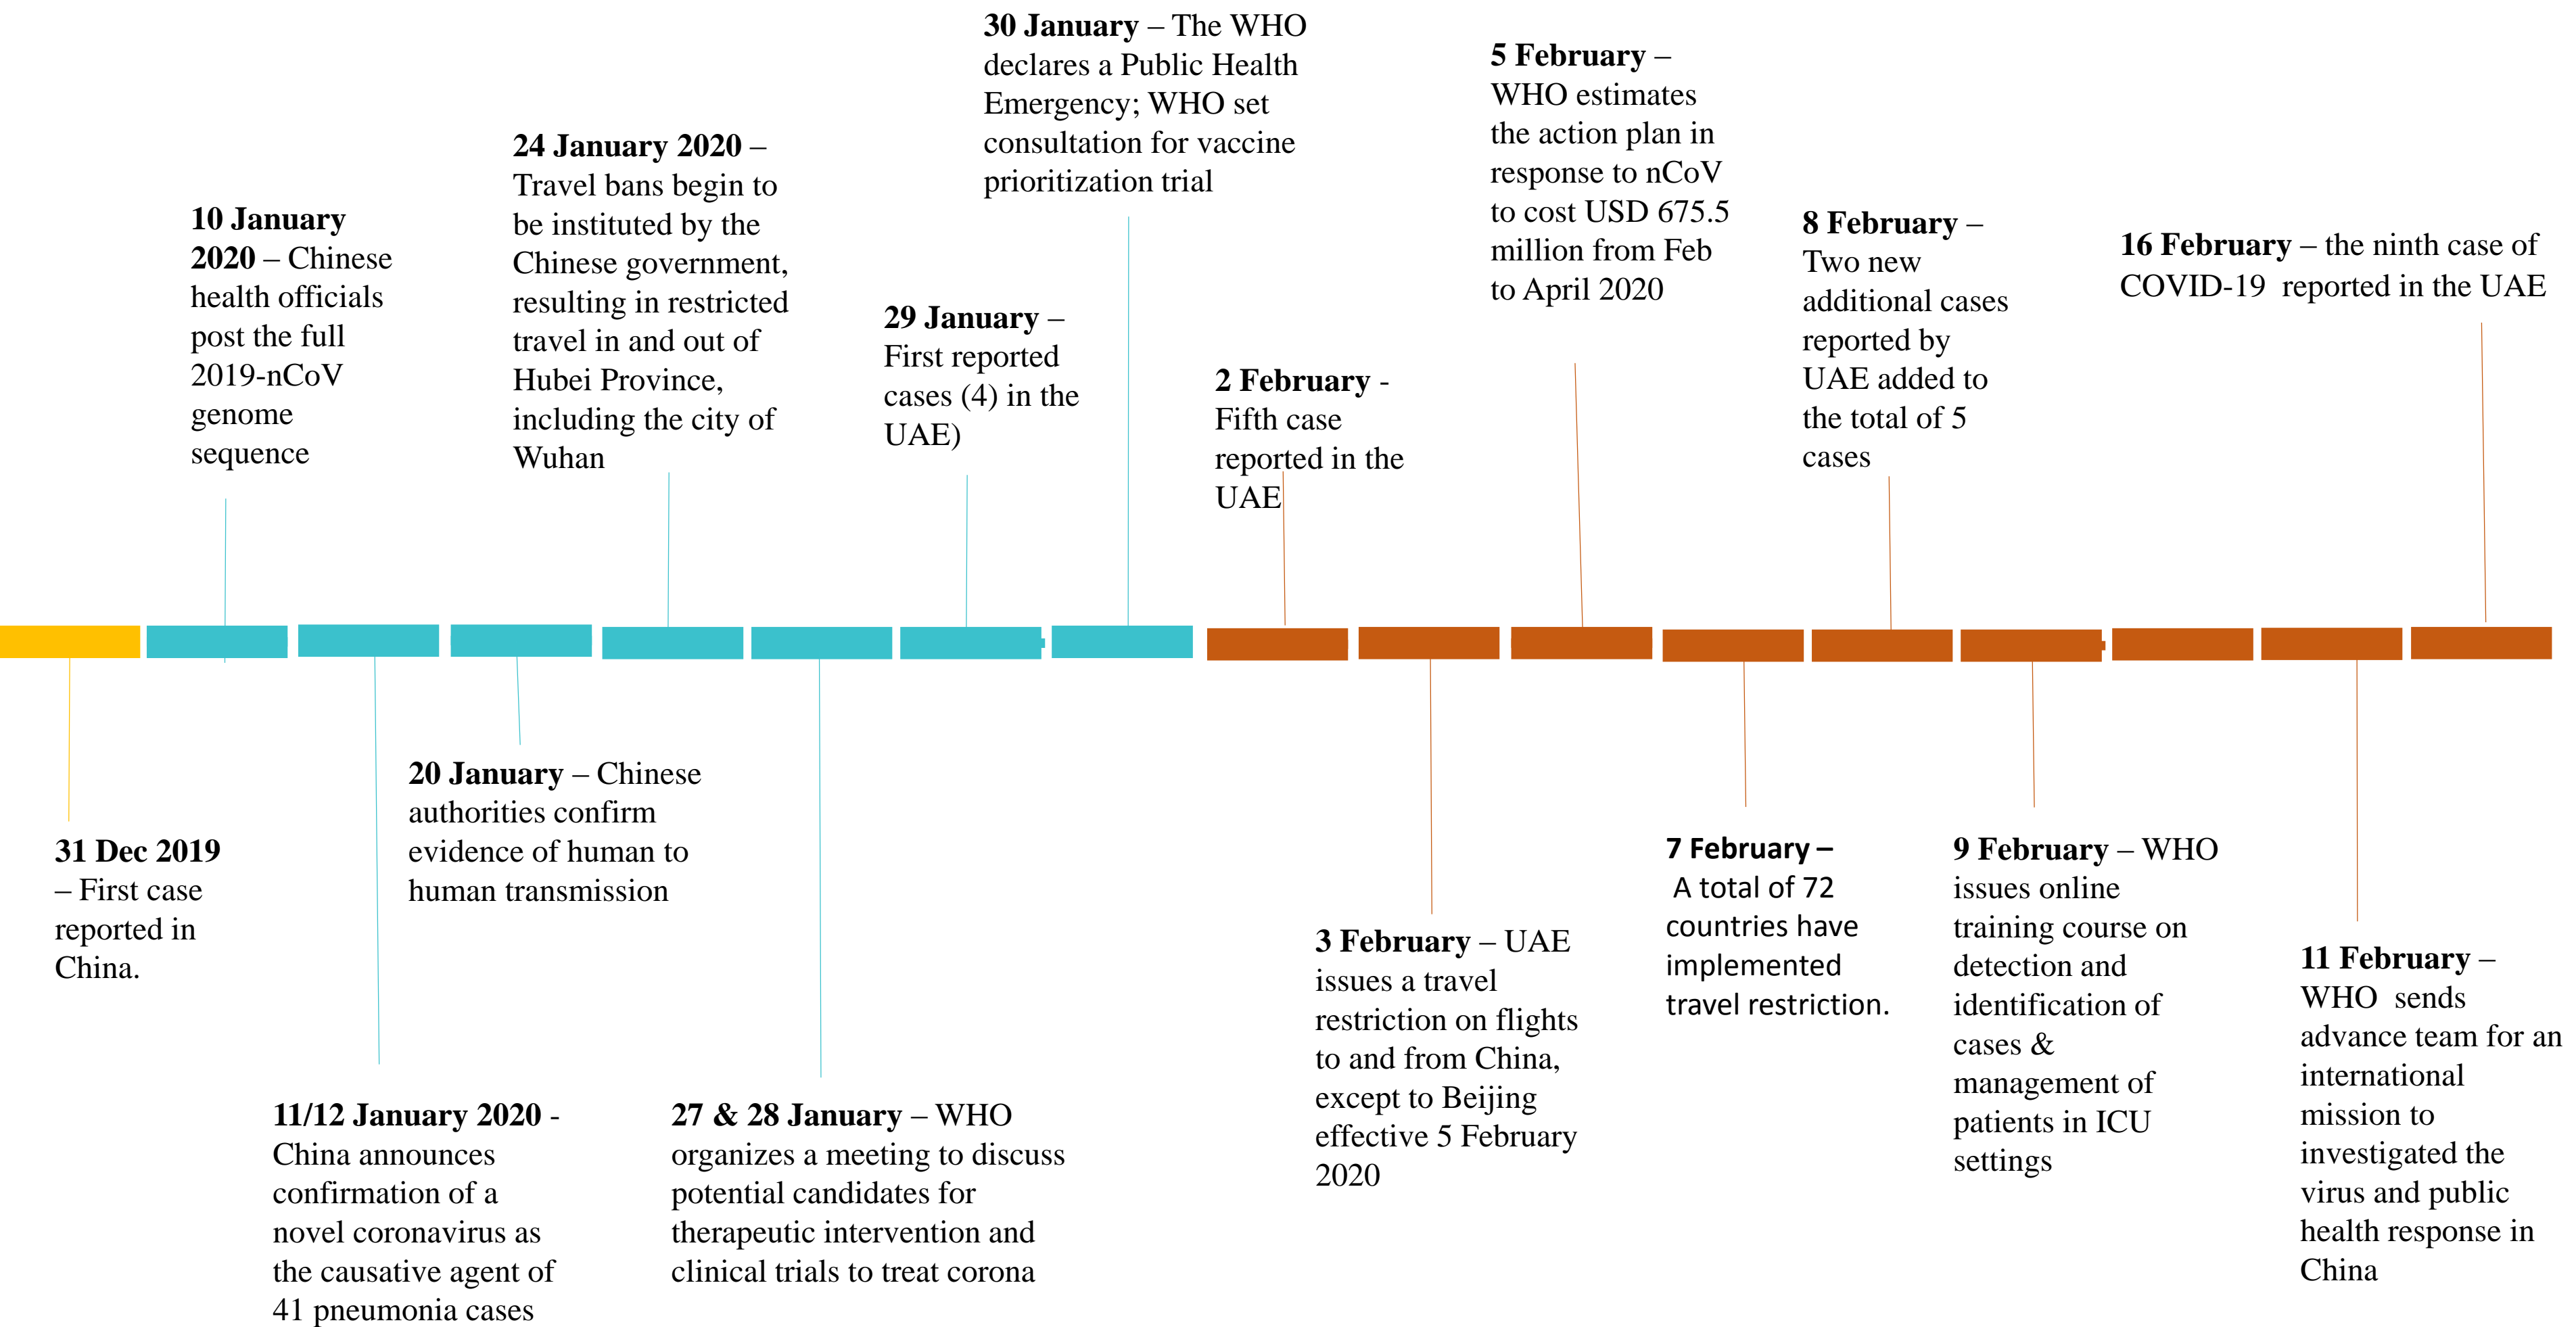 31 Dec 2019
– First case
reported in
China.
10 January
2020 – Chinese
health officials
post the full
2019-nCoV
genome
sequence
11/12 January 2020 -
China announces
confirmation of a
novel coronavirus as
the causative agent of
41 pneumonia cases
20 January – Chinese
authorities confirm
evidence of human to
human transmission
24 January 2020 –
Travel bans begin to
be instituted by the
Chinese government,
resulting in restricted
travel in and out of
Hubei Province,
including the city of
Wuhan
27 & 28 January – WHO
organizes a meeting to discuss
potential candidates for
therapeutic intervention and
clinical trials to treat corona
29 January –
First reported
cases (4) in the
UAE)
30 January – The WHO
declares a Public Health
Emergency; WHO set
consultation for vaccine
prioritization trial
2 February -
Fifth case
reported in the
UAE
3 February – UAE
issues a travel
restriction on flights
to and from China,
except to Beijing
effective 5 February
2020
5 February –
WHO estimates
the action plan in
response to nCoV
to cost USD 675.5
million from Feb
to April 2020
7 February –
A total of 72
countries have
implemented
travel restriction.
8 February –
Two new
additional cases
reported by
UAE added to
the total of 5
cases
9 February – WHO
issues online
training course on
detection and
identification of
cases &
management of
patients in ICU
settings
11 February –
WHO  sends
advance team for an
international
mission to
investigated the
virus and public
health response in
China
16 February – the ninth case of
COVID-19  reported in the UAE